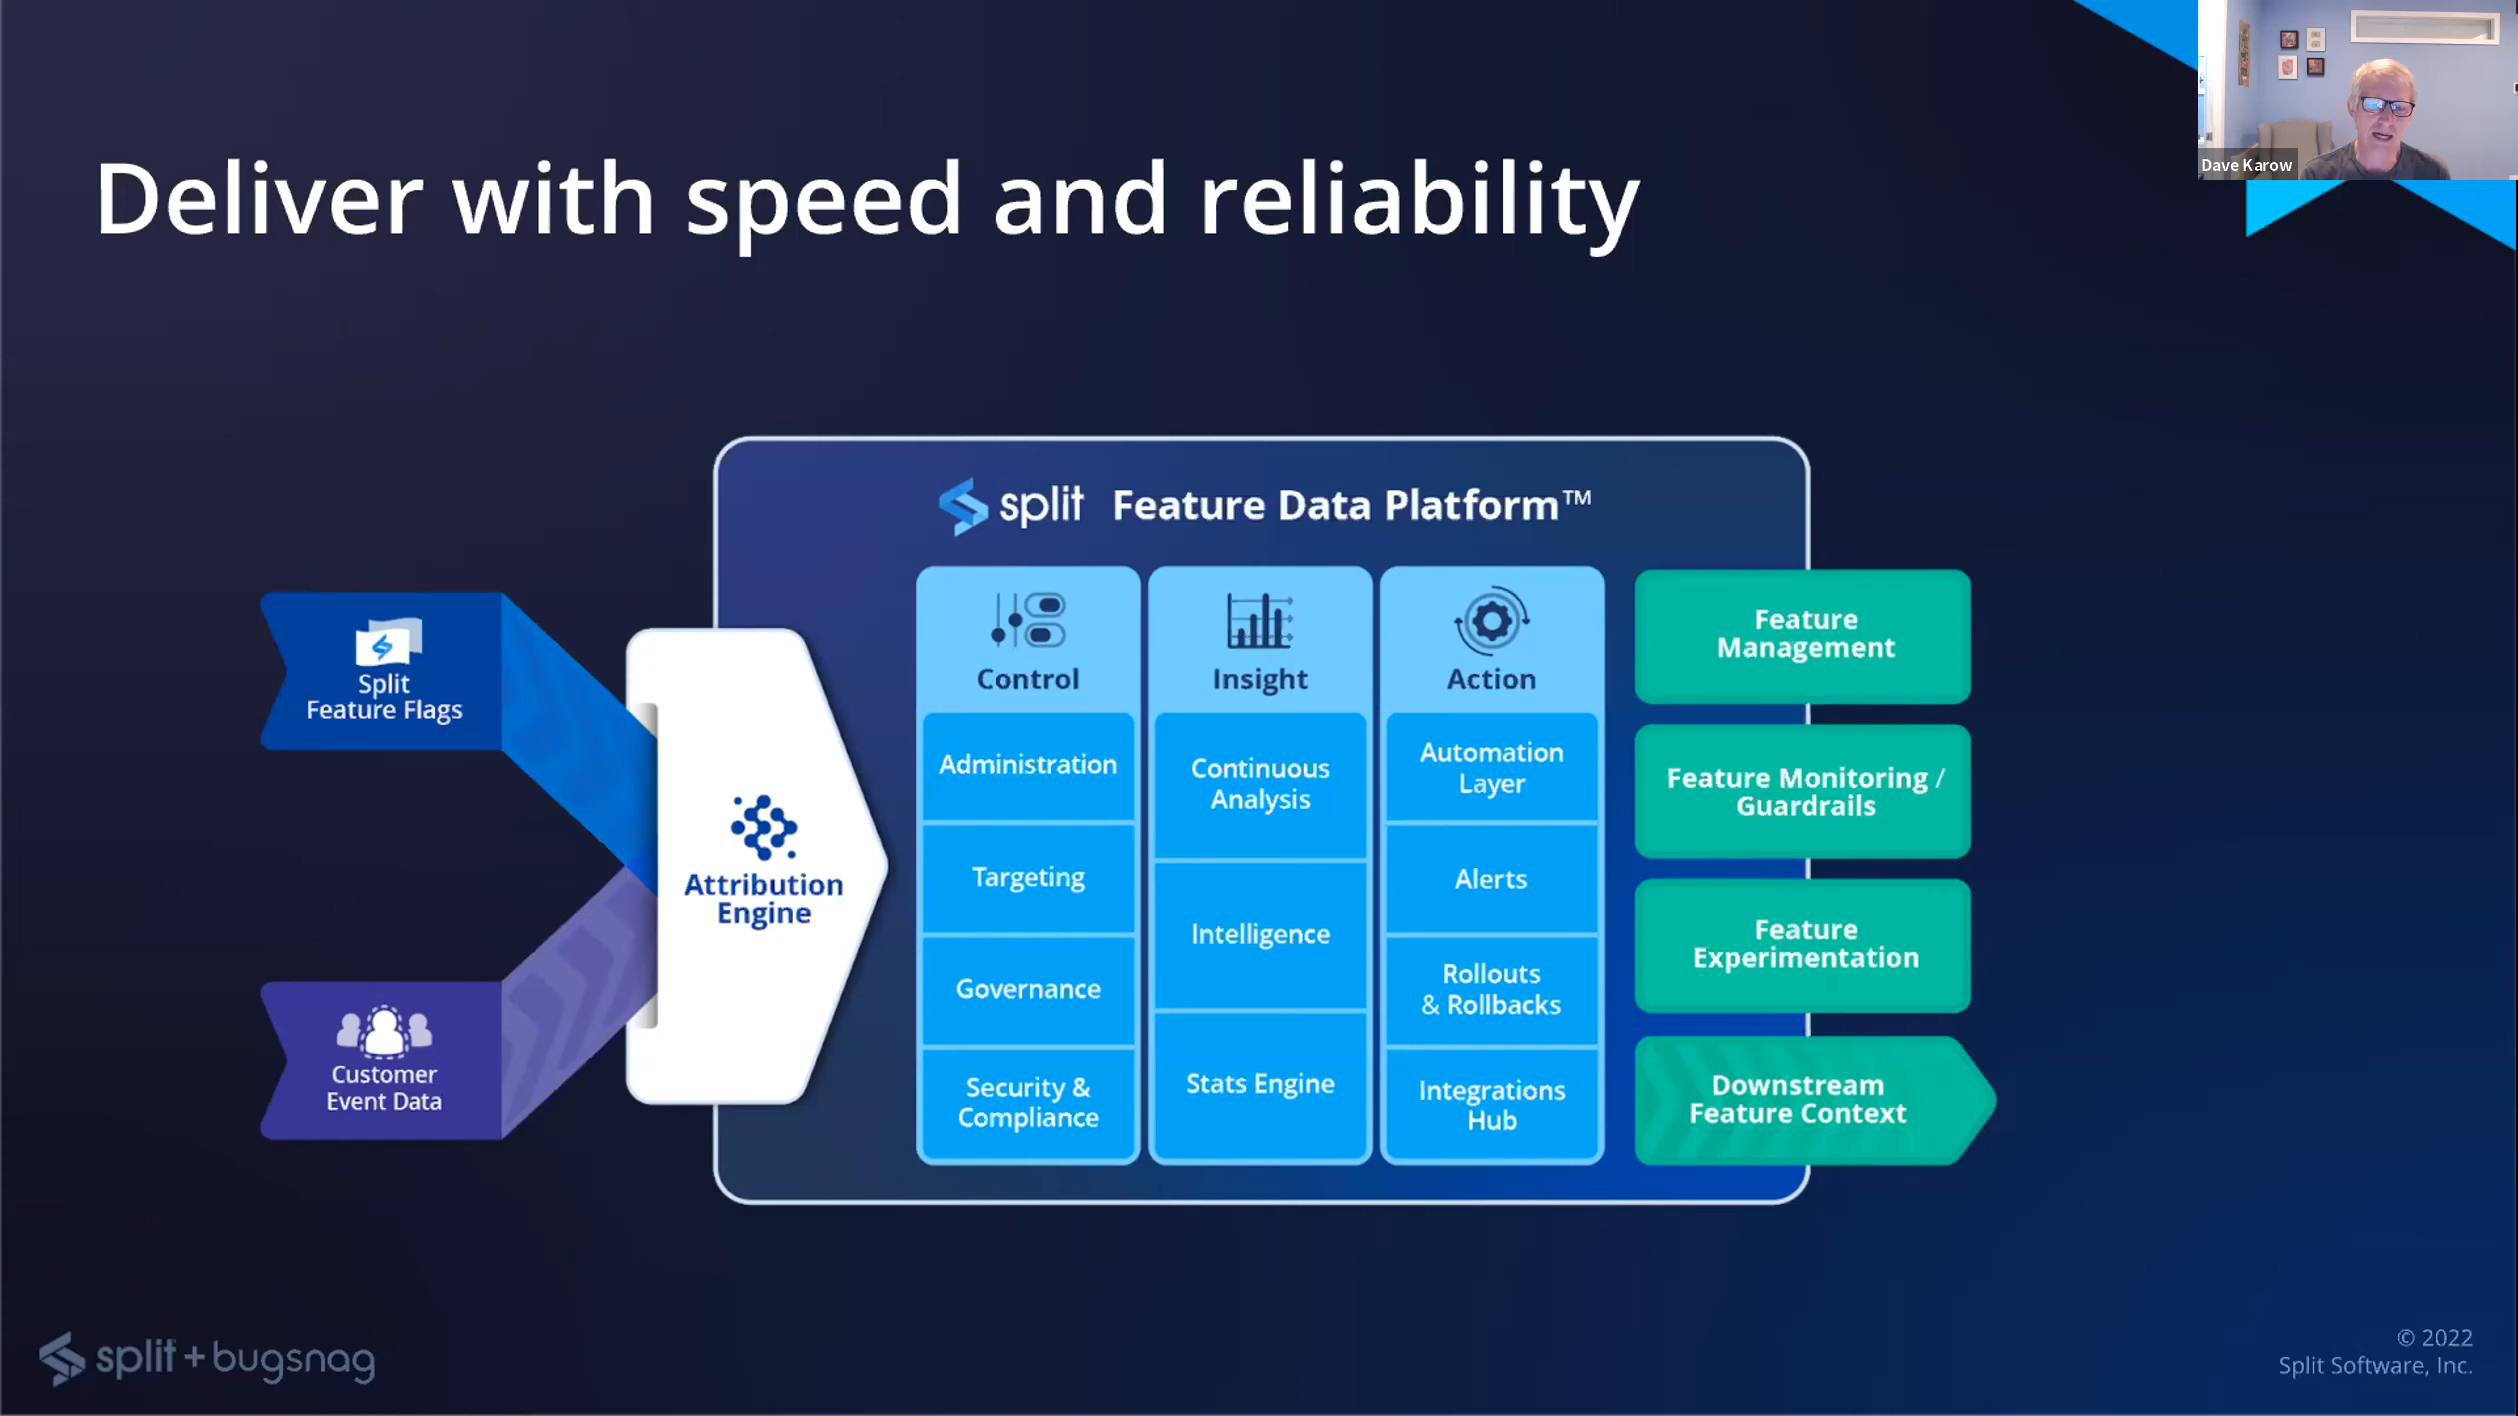 Dave Karow
Deliver with speed and reliability
split Feature Data Platform™
Split
Feature Flags
Customer
Event Data
Attribution
Engine
Control
Administration
Targeting
Governance
Security &
Compliance
Insight
Continuous
Analysis
Intelligence
Stats Engine
Action
Automation
Layer
Alerts
Rollouts
& Rollbacks
Integrations
Hub
Feature
Management
Feature Monitoring /
Guardrails
Feature
Experimentation
Downstream
Feature Context
split + bugsnag
© 2022
Split Software, Inc.